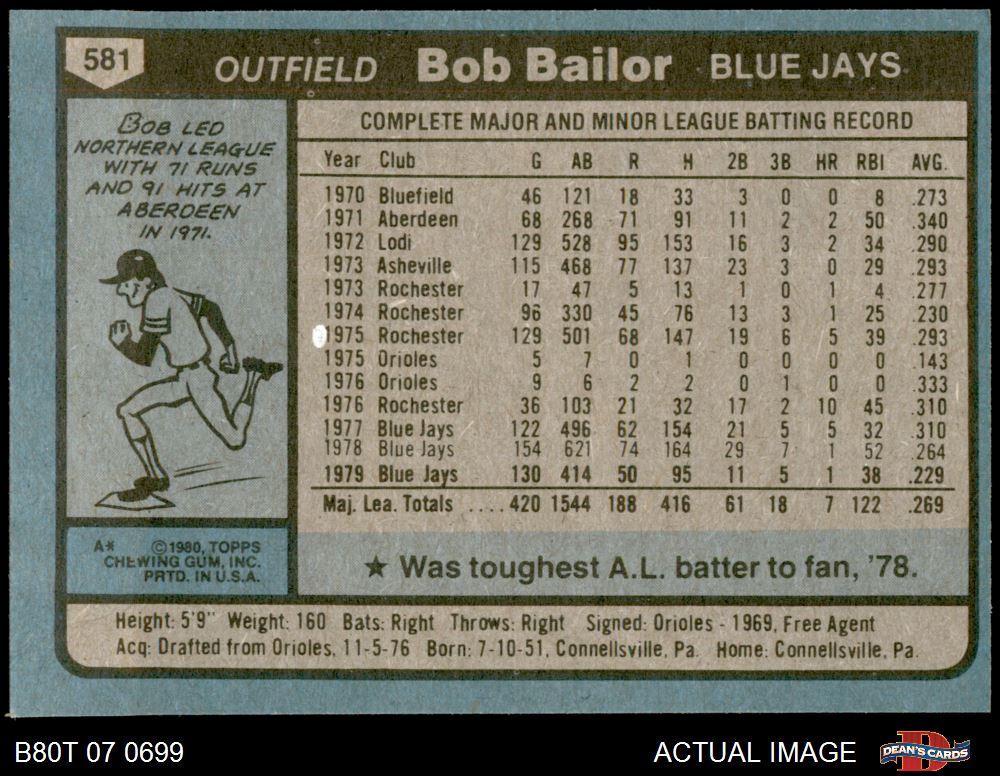 581
OUTFIELD Bob Bailor BLUE JAYS
BOB LED
NORTHERN LEAGUE
WITH 71 RUNS
AND 91 HITS AT
ABERDEEN
IN 1971.
COMPLETE MAJOR AND MINOR LEAGUE BATTING RECORD
Year Club G AB R H 2B 3B HR RBI AVG.
1970 Bluefield 46 121 18 33 3 0 0 8 .273
1971 Aberdeen 68 268 71 91 11 2 2 50 .340
1972 Lodi 129 528 95 153 16 3 2 34 .290
1973 Asheville 115 468 77 137 23 3 0 29 .293
1973 Rochester 17 47 5 13 1 0 1 4 .277
1974 Rochester 96 330 45 76 13 3 1 25 .230
1975 Rochester 129 501 68 147 19 6 5 39 .293
1975 Orioles 5 7 0 1 0 0 0 0 .143
1976 Orioles 9 6 2 2 0 1 0 0 .333
1976 Rochester 36 103 21 32 17 2 10 45 .310
1977 Blue Jays 122 496 62 154 21 5 5 32 .310
1978 Blue Jays 154 621 74 164 29 7 1 52 .264
1979 Blue Jays 130 414 50 95 11 5 1 38 .229
Maj. Lea. Totals ....420 1544 188 416 61 18 7 122 .269
A* ©1980, TOPPS
CHEWING GUM, INC.
PRTD. IN U.S.A.
★ Was toughest A.L. batter to fan, '78.
Height: 5'9" Weight: 160 Bats: Right Throws: Right Signed: Orioles - 1969, Free Agent
Acq: Drafted from Orioles, 11-5-76 Born: 7-10-51, Connellsville, Pa. Home: Connellsville, Pa.
B80T 07 0699
ACTUAL IMAGE
D
DEAN'S CARDS